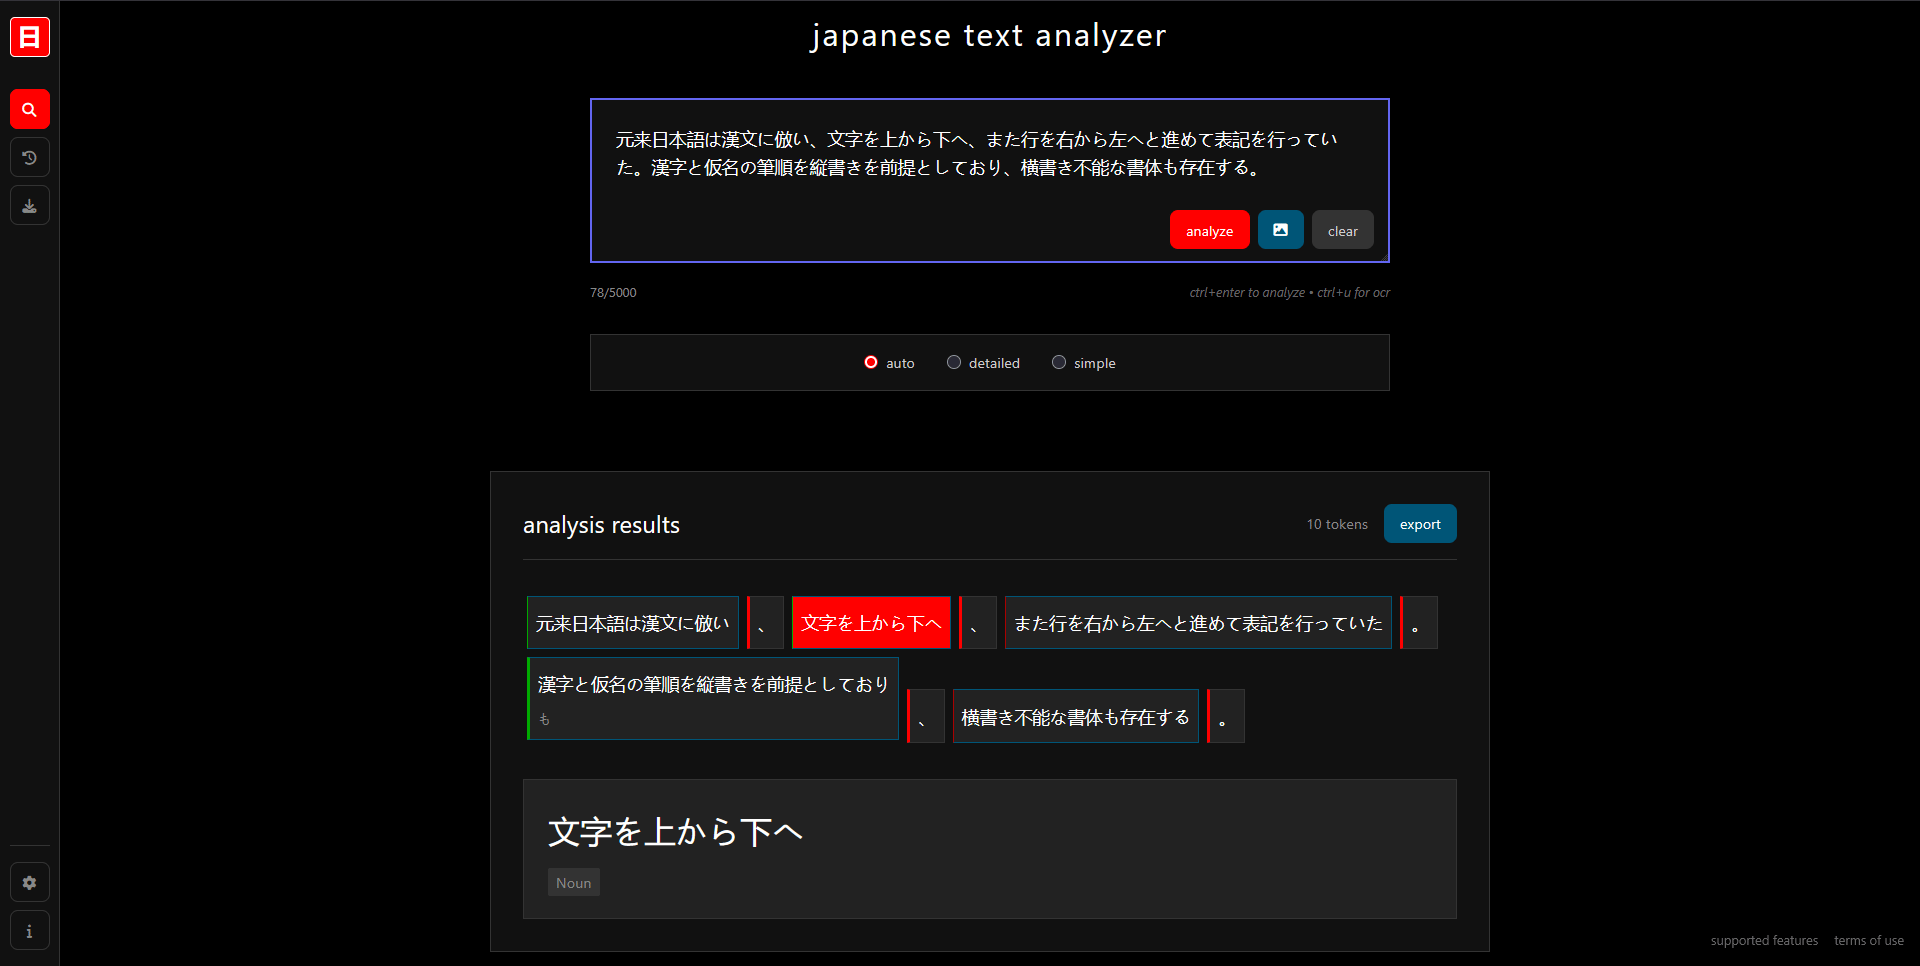 日
japanese text analyzer
元来日本語は漢文に倣い、文字を上から下へ、また行を右から左へと進めて表記を行ってい
た。漢字と仮名の筆順を縦書きを前提としており、横書き不能な書体も存在する。
analyze
clear
78/5000
ctrl+enter to analyze • ctrl+u for ocr
auto
detailed
simple
analysis results
10 tokens
export
元来日本語は漢文に倣い
、
文字を上から下へ
、
また行を右から左へと進めて表記を行っていた
。
漢字と仮名の筆順を縦書きを前提としており
も
、
横書き不能な書体も存在する
。
文字を上から下へ
Noun
supported features
terms of use